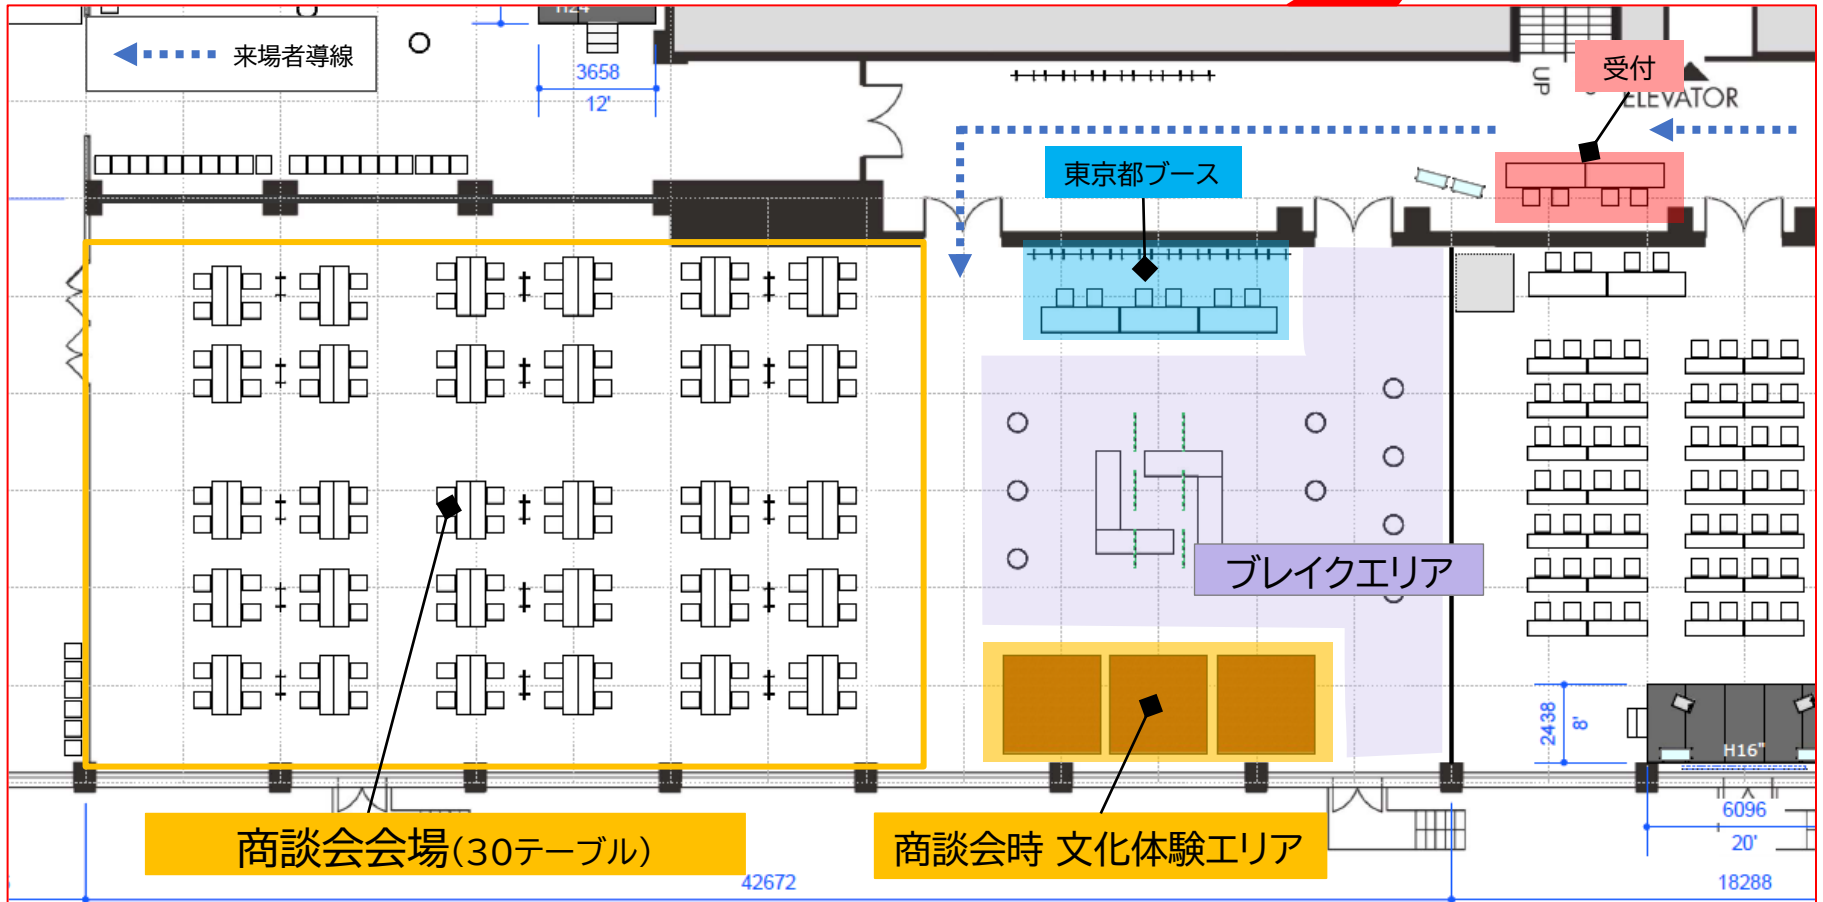 H24"
来場者導線
3658
12'
UP
受付
ELEVATOR
東京都ブース
ブレイクエリア
2438
8'
H16"
商談会会場(30テーブル)
商談会時 文化体験エリア
6096
20'
42672
18288